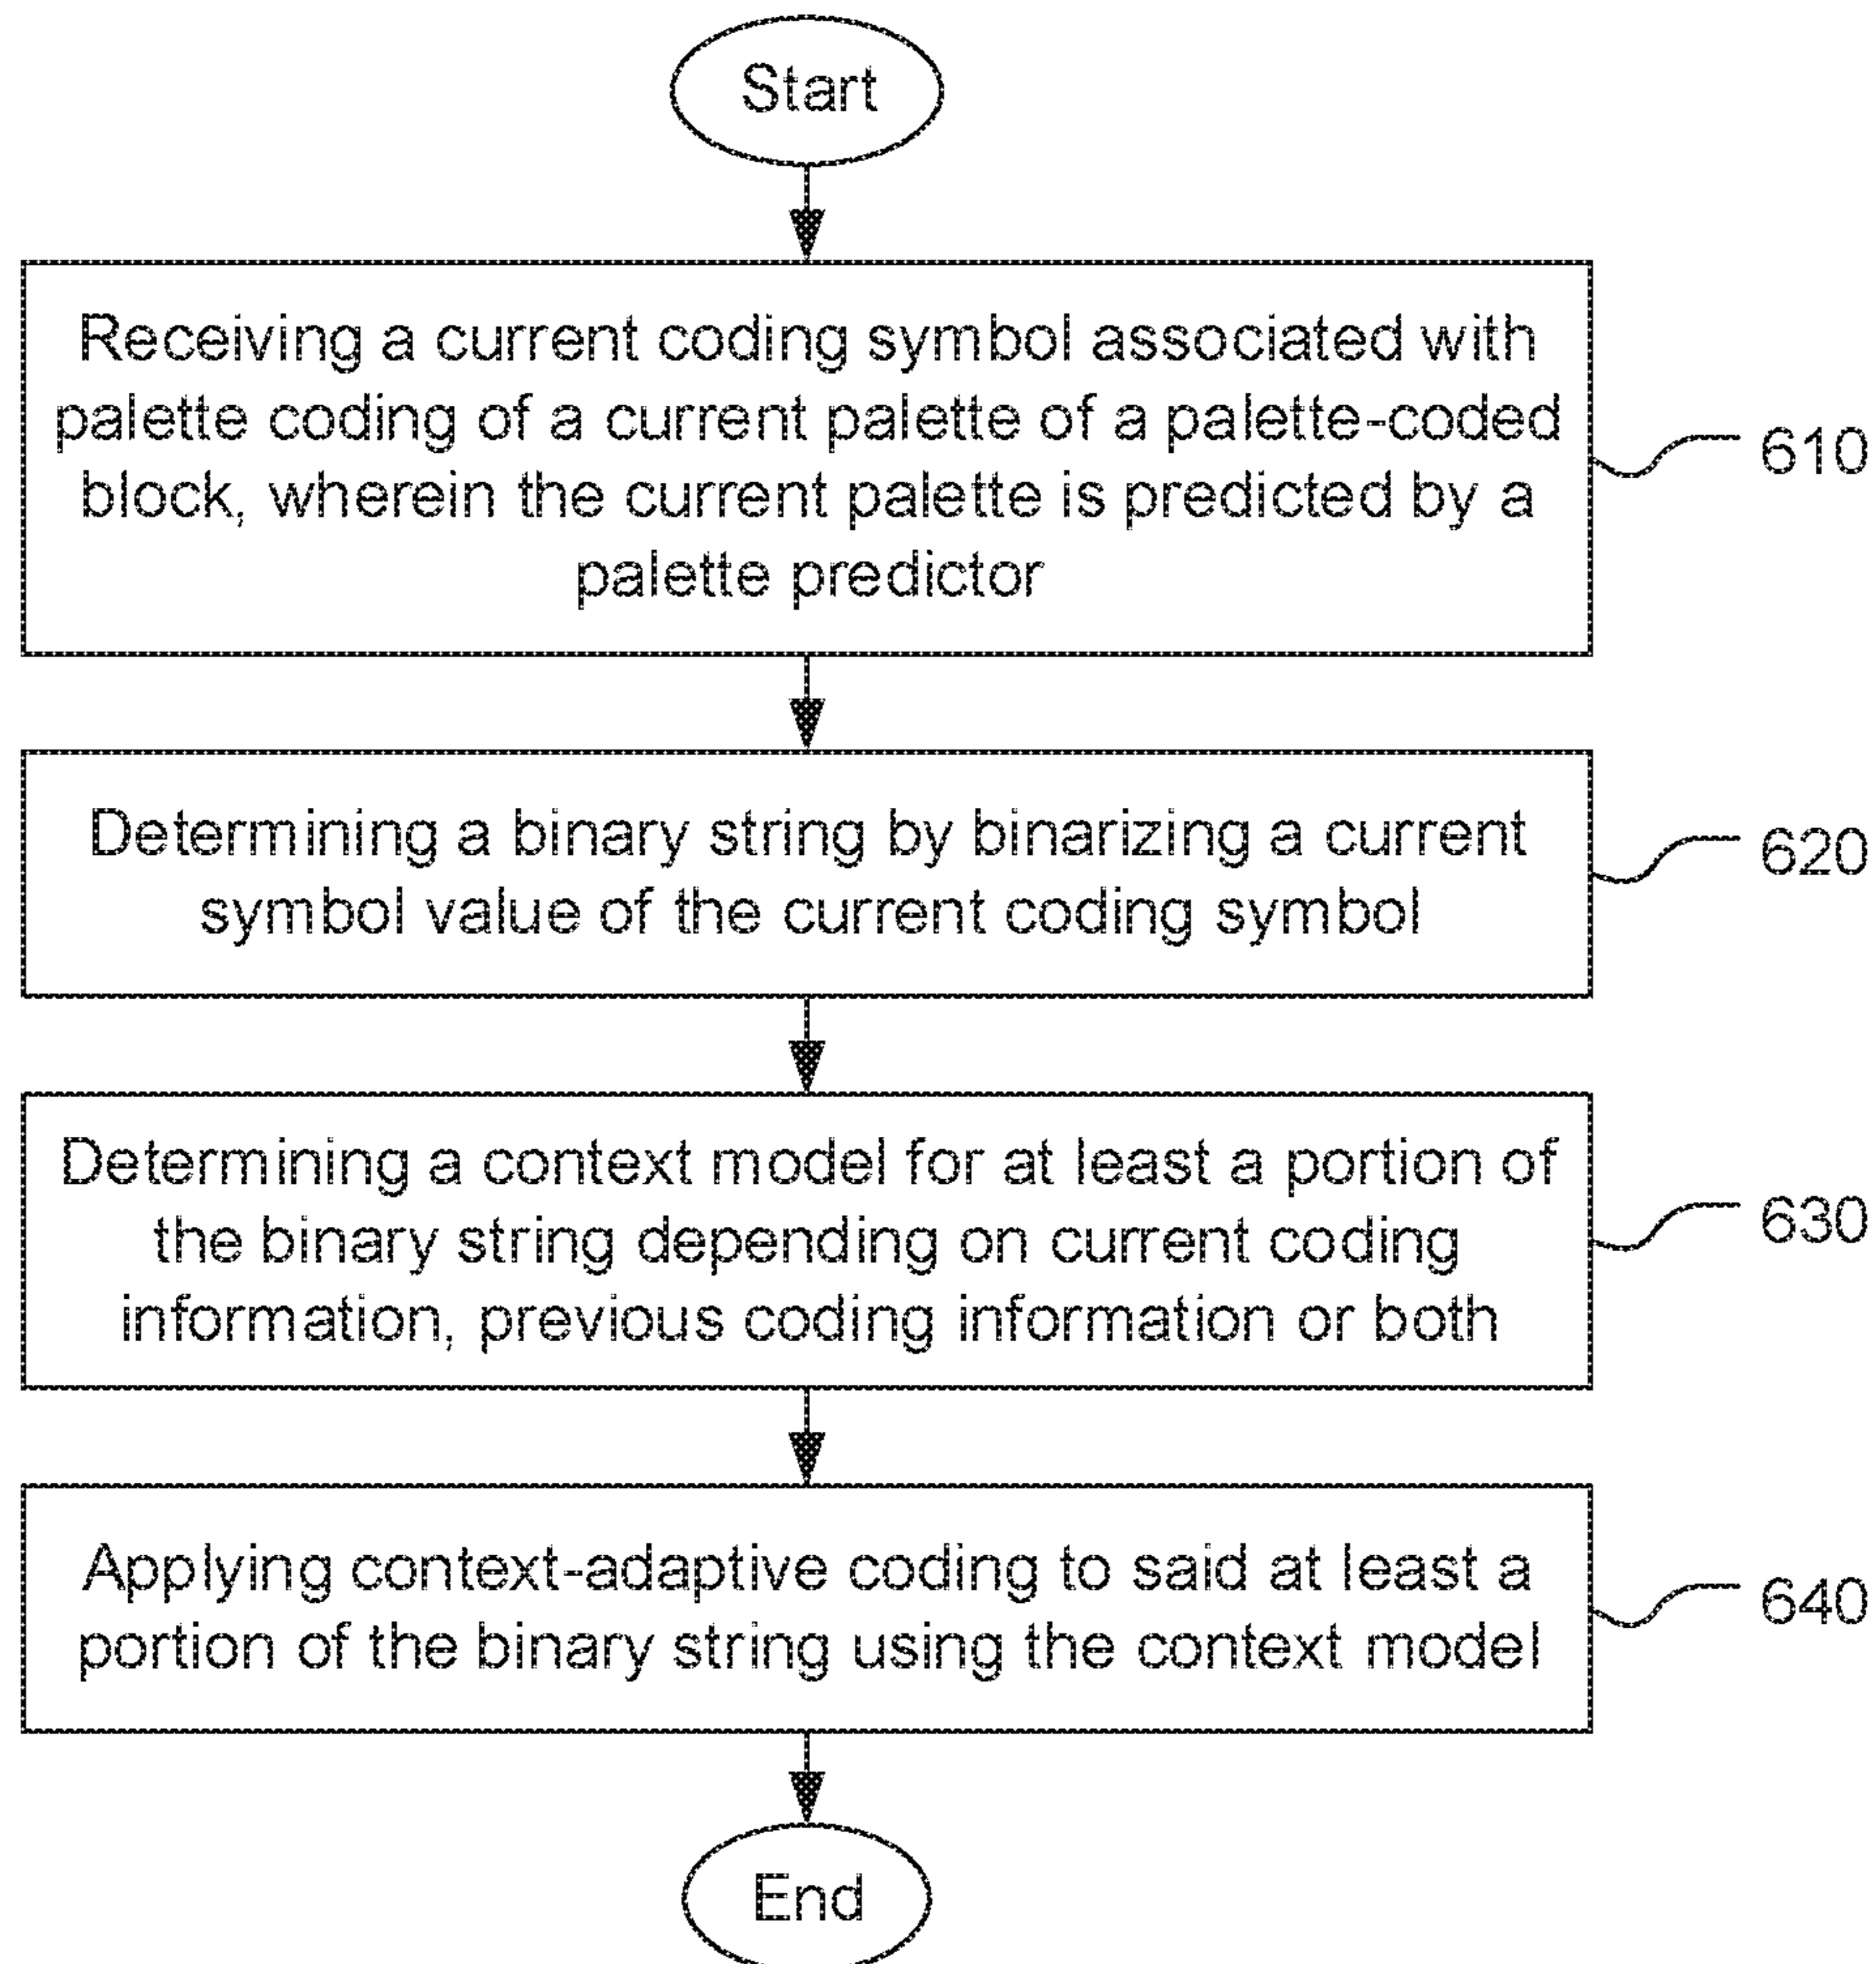 Start
Receiving a current coding symbol associated with
palette coding of a current palette of a palette-coded
block, wherein the current palette is predicted by a
palette predictor
610
Determining a binary string by binarizing a current
symbol value of the current coding symbol
620
Determining a context model for at least a portion of
the binary string depending on current coding
information, previous coding information or both
630
Applying context-adaptive coding to said at least a
portion of the binary string using the context model
640
End